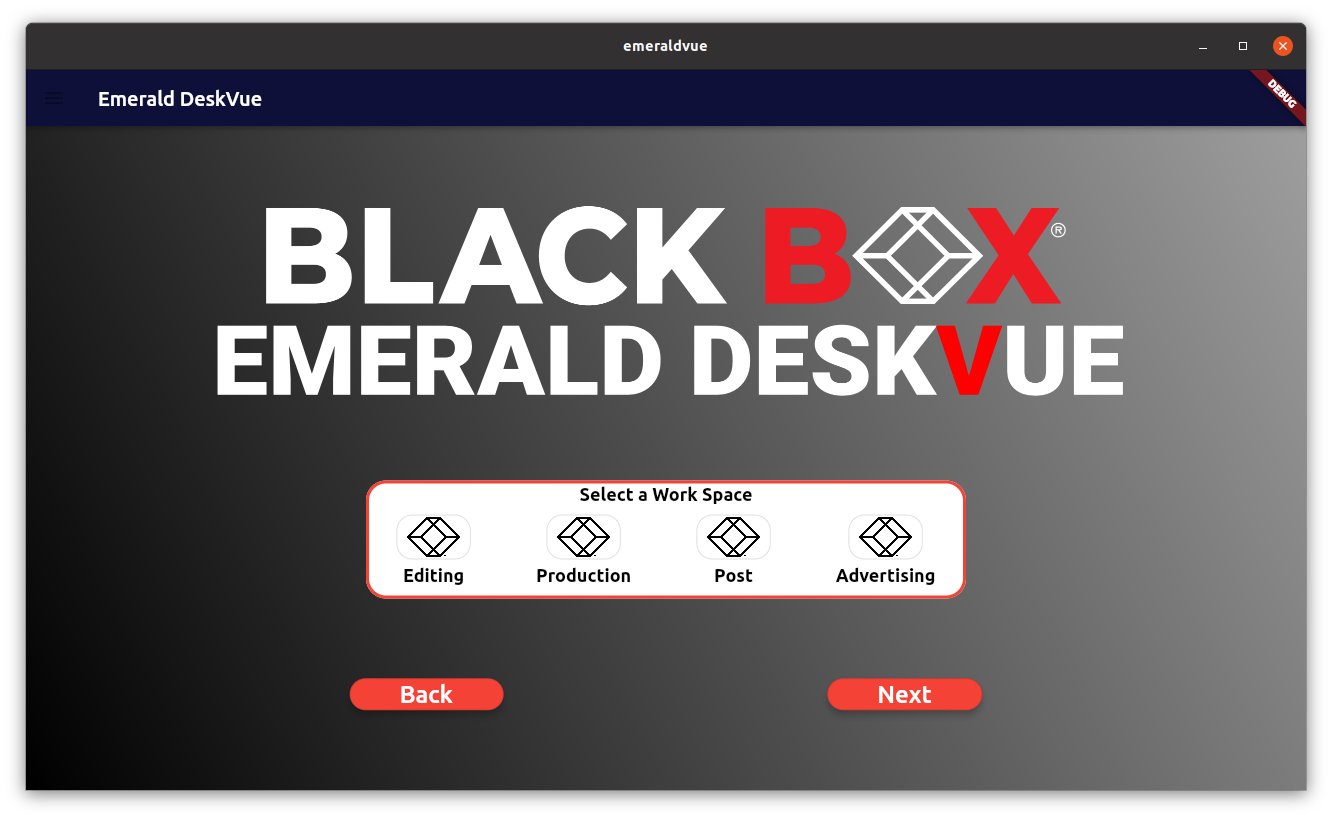 emeraldvue
Emerald DeskVue
DEBUG
BLACK BOX®
EMERALD DESKVUE
Select a Work Space
Editing Production Post Advertising
Back Next